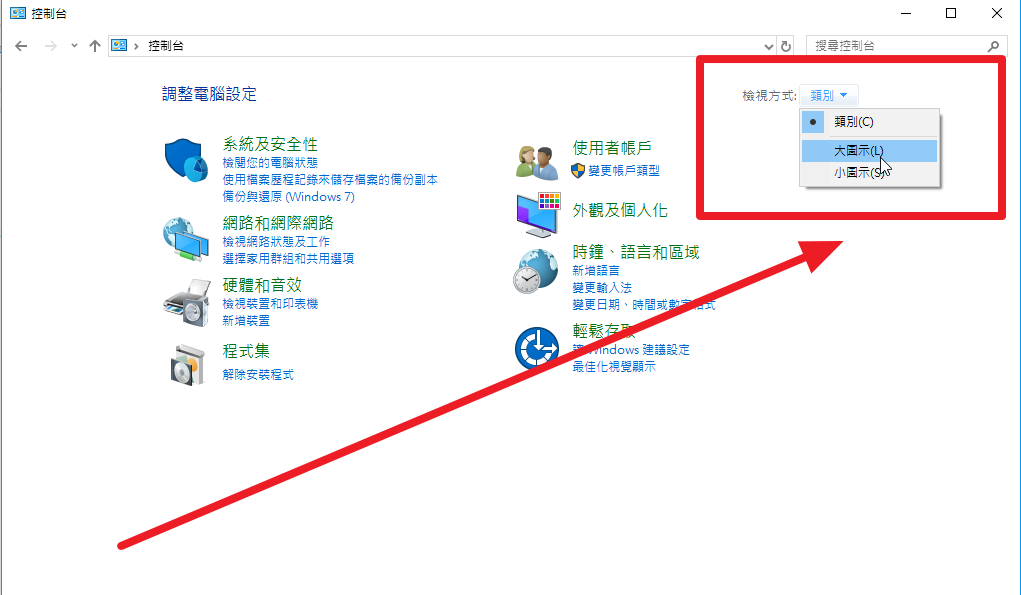 控制台
控制台
搜尋控制台
調整電腦設定
檢視方式:
類別
類別(C)
大圖示(L)
小圖示(S)
系統及安全性
檢閱您的電腦狀態
使用檔案歷程記錄來儲存檔案的備份副本
備份與還原 (Windows 7)
網路和網際網路
檢視網路狀態及工作
選擇家用群組和共用選項
硬體和音效
檢視裝置和印表機
新增裝置
程式集
解除安裝程式
使用者帳戶
變更帳戶類型
外觀及個人化
時鐘、語言和區域
新增語言
變更輸入法
變更日期、時間或數字格式
輕鬆存取
讓 Windows 建議設定
最佳化視覺顯示